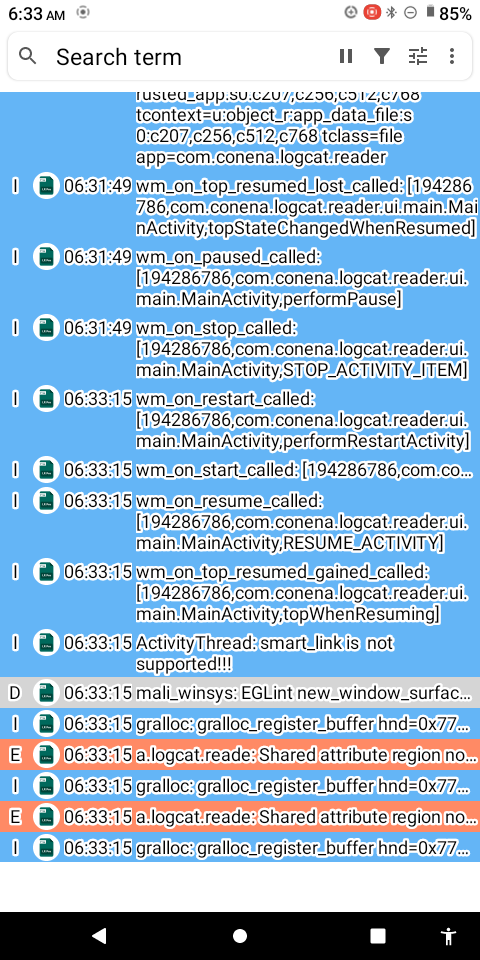 6:33 AM 85%
Search term
rusted_app:s0:c207,c256,c512,c768
tcontext=u:object_r:app_data_file:s
0:c207,c256,c512,c768 tclass=file
app=com.conena.logcat.reader
I 06:31:49 wm_on_top_resumed_lost_called: [194286
786,com.conena.logcat.reader.ui.main.Mai
nActivity,topStateChangedWhenResumed]
I 06:31:49 wm_on_paused_called:
[194286786,com.conena.logcat.reader.ui.
main.MainActivity,performPause]
I 06:31:49 wm_on_stop_called:
[194286786,com.conena.logcat.reader.ui.
main.MainActivity,STOP_ACTIVITY_ITEM]
I 06:33:15 wm_on_restart_called:
[194286786,com.conena.logcat.reader.ui.
main.MainActivity,performRestartActivity]
I 06:33:15 wm_on_start_called: [194286786,com.co…
I 06:33:15 wm_on_resume_called:
[194286786,com.conena.logcat.reader.ui.
main.MainActivity,RESUME_ACTIVITY]
I 06:33:15 wm_on_top_resumed_gained_called:
[194286786,com.conena.logcat.reader.ui.
main.MainActivity,topWhenResuming]
I 06:33:15 ActivityThread: smart_link is  not
supported!!!
D 06:33:15 mali_winsys: EGLint new_window_surfac…
I 06:33:15 gralloc: gralloc_register_buffer hnd=0x77…
E 06:33:15 a.logcat.reade: Shared attribute region no…
I 06:33:15 gralloc: gralloc_register_buffer hnd=0x77…
E 06:33:15 a.logcat.reade: Shared attribute region no…
I 06:33:15 gralloc: gralloc_register_buffer hnd=0x77…